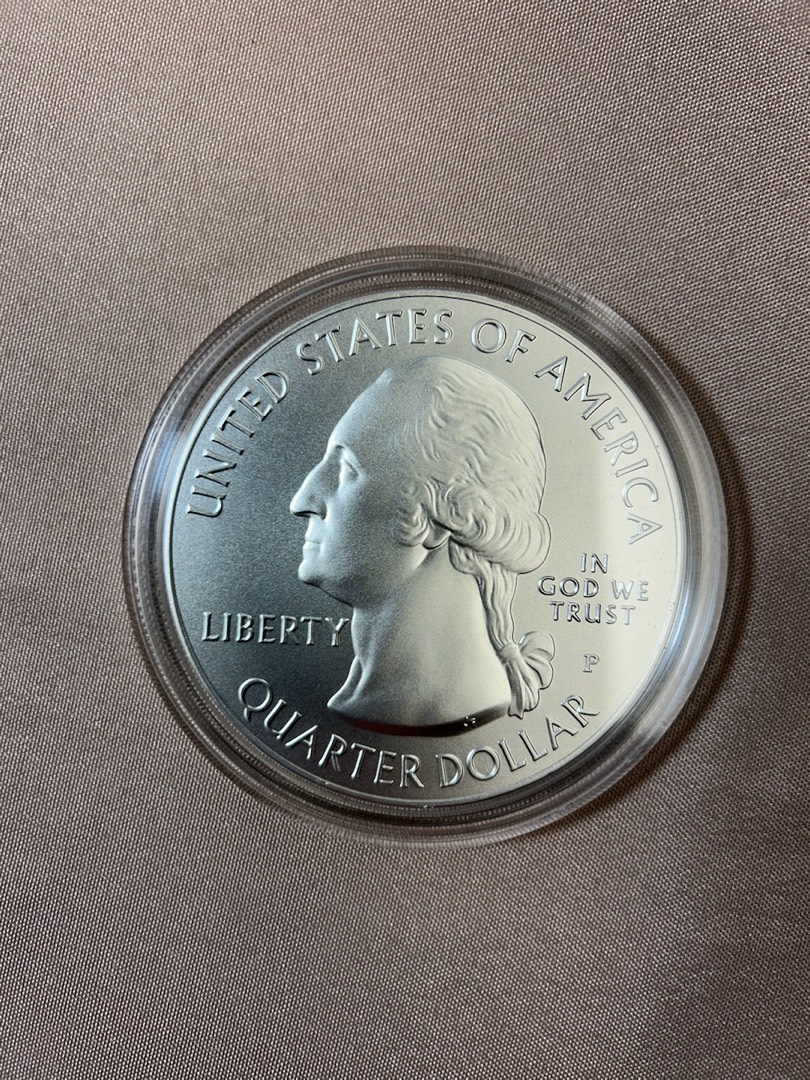 UNITED STATES OF AMERICA
LIBERTY
IN
GOD WE
TRUST
P
QUARTER DOLLAR